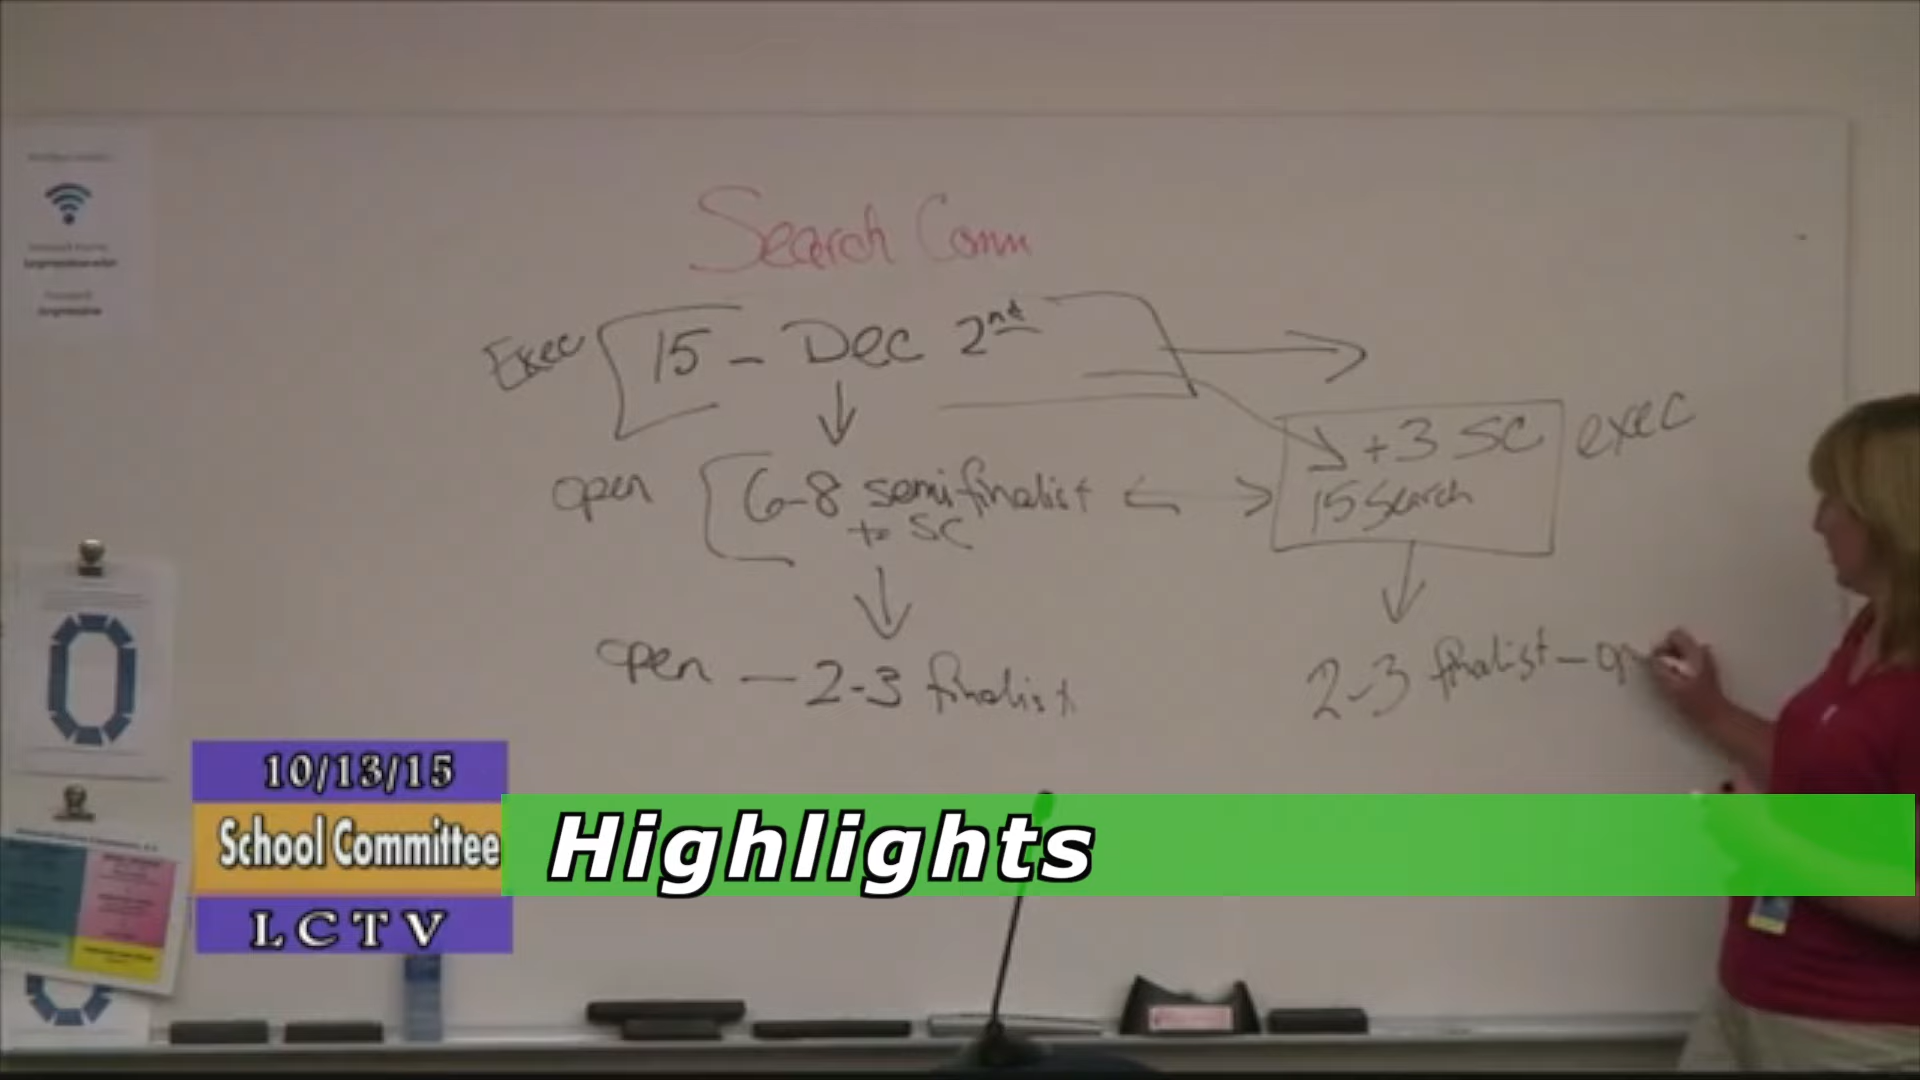 Search Comm
Exec 15 - Dec 2nd
+ 3 SC exec
15 Search
open 6-8 semifinalist
to SC
open — 2-3 finalist
2-3 finalist -
10/13/15
School Committee
Highlights
LCTV